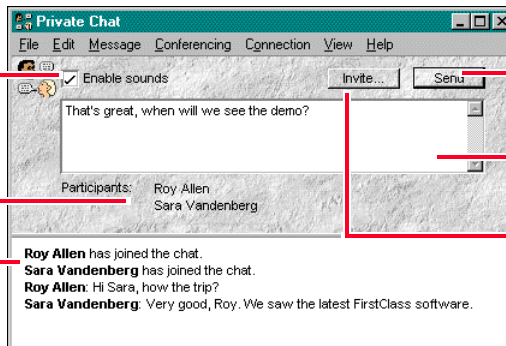 Private Chat
File Edit Message Conferencing Connection View Help
Enable sounds
Invite... Send
That's great, when will we see the demo?
Participants: Roy Allen
Sara Vandenberg
Roy Allen has joined the chat.
Sara Vandenberg has joined the chat.
Roy Allen: Hi Sara, how the trip?
Sara Vandenberg: Very good, Roy. We saw the latest FirstClass software.